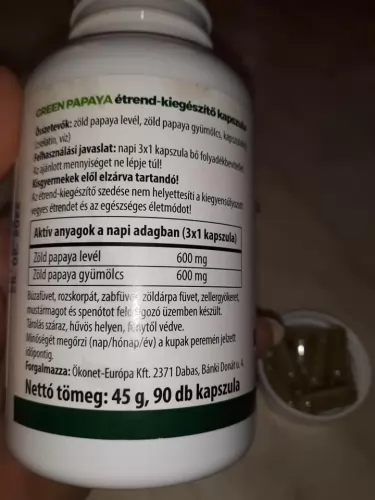 GREEN PAPAYA étrend-kiegészítő kapszula
Összetevők: zöld papaya levél, zöld papaya gyümölcs, kapszulahéj
(zselatin, víz)
Felhasználási javaslat: napi 3x1 kapszula bő folyadékbevitellel.
Az ajánlott mennyiséget ne lépje túl!
Kisgyermekek elől elzárva tartandó!
Az étrend-kiegészítő szedése nem helyettesíti a kiegyensúlyozott
vegyes étrendet és az egészséges életmódot!
Aktív anyagok a napi adagban (3x1 kapszula)
Zöld papaya levél 600 mg
Zöld papaya gyümölcs 600 mg
Búzafüvet, rozskorpát, zabfüvet, zöldárpa füvet, zellergyökeret,
mustármagot és spenótot feldolgozó üzemben készült.
Tárolás száraz, hűvös helyen, fénytől védve.
Minőségét megőrzi (nap/hónap/év) a kupak peremén jelzett
időpontig.
Forgalmazza: Ökonet-Európa Kft. 2371 Dabas, Bánki Donát u. 4.
Nettó tömeg: 45 g, 90 db kapszula